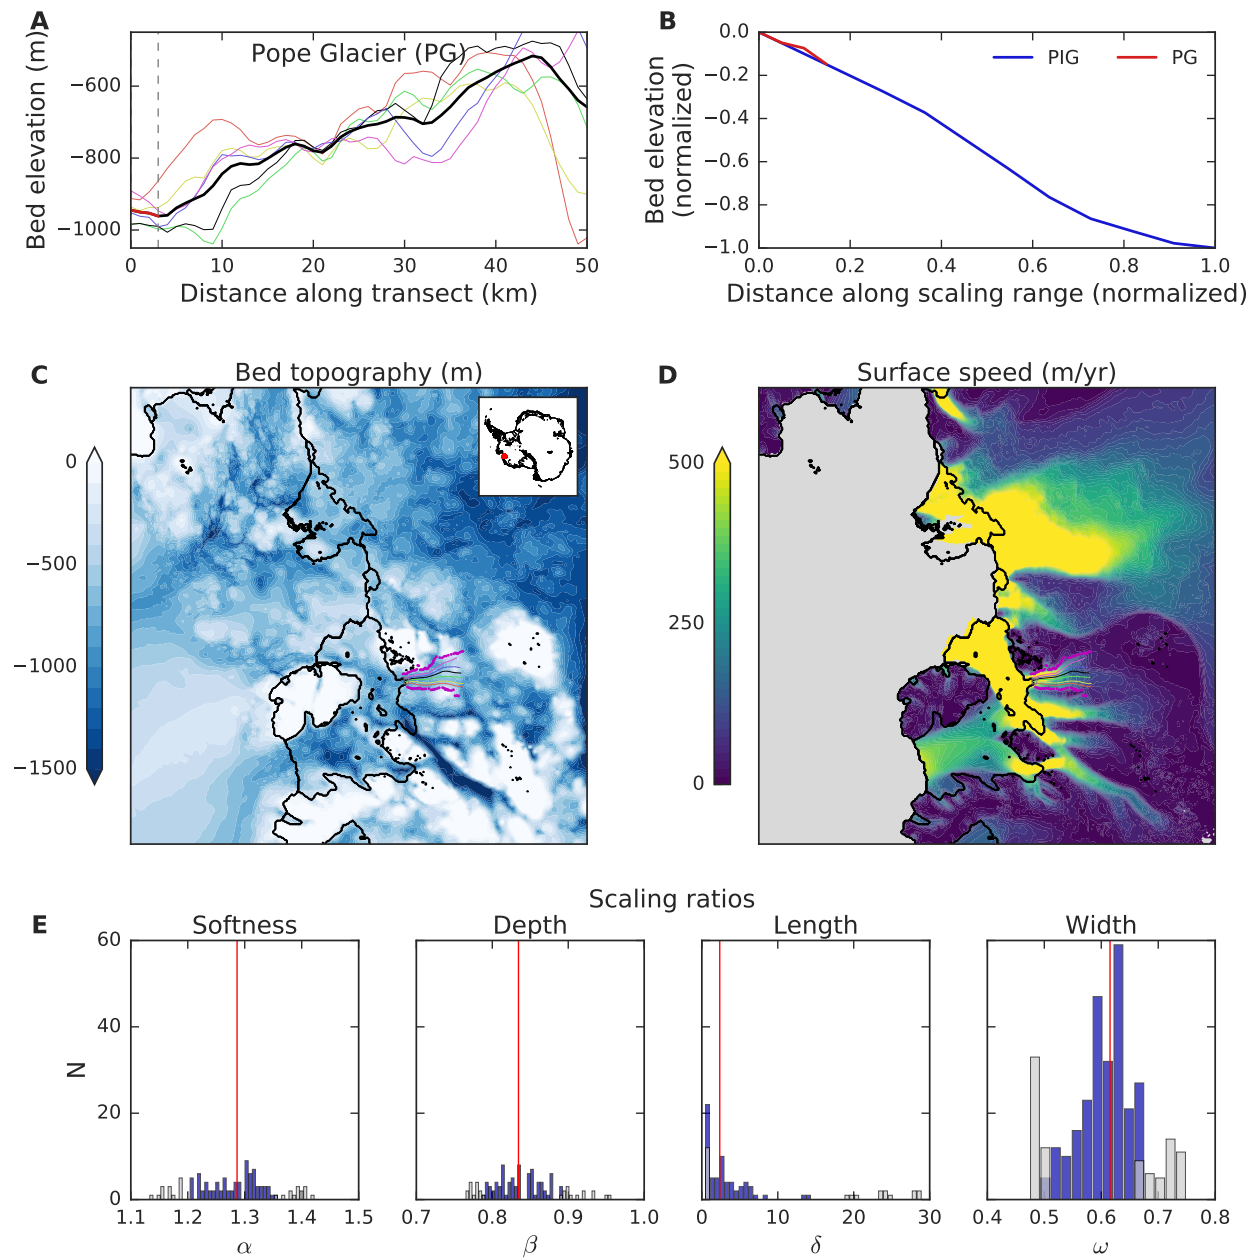 A
Pope Glacier (PG)
Bed elevation (m)
−600
−800
−1000
0 10 20 30 40 50
Distance along transect (km)
B
PIG PG
Bed elevation
(normalized)
0.0
−0.2
−0.4
−0.6
−0.8
−1.0
0.0 0.2 0.4 0.6 0.8 1.0
Distance along scaling range (normalized)
C
Bed topography (m)
0
−500
−1000
−1500
D
Surface speed (m/yr)
500
250
0
Scaling ratios
E
Softness Depth Length Width
N
60
40
20
0
1.1 1.2 1.3 1.4 1.5
α
0.7 0.8 0.9 1.0
β
0 10 20 30
δ
0.4 0.5 0.6 0.7 0.8
ω